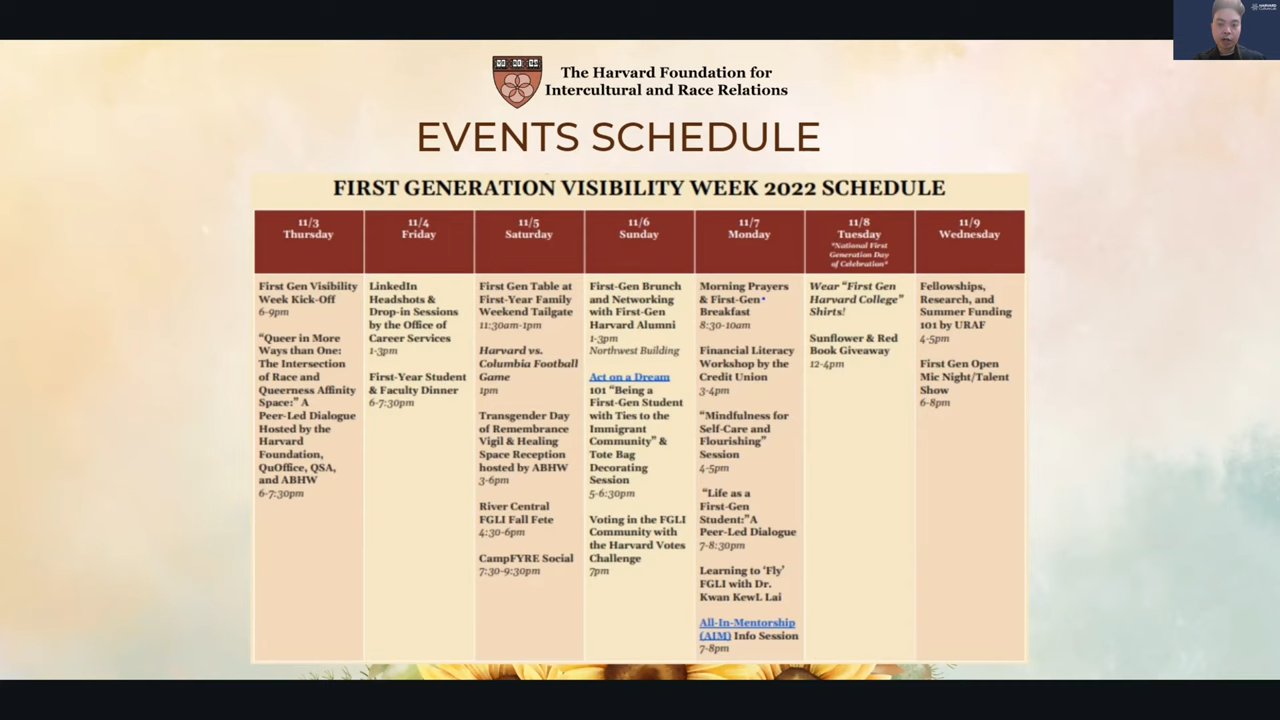 HARVARD
The Harvard Foundation for
Intercultural and Race Relations
EVENTS SCHEDULE
FIRST GENERATION VISIBILITY WEEK 2022 SCHEDULE
11/3
Thursday
First Gen Visibility
Week Kick-Off
6-9pm
“Queer in More
Ways than One:
The Intersection
of Race and
Queerness Affinity
Space:” A
Peer-Led Dialogue
Hosted by the
Harvard
Foundation,
QuOffice, QSA,
and ABHW
6-7:30pm
11/4
Friday
LinkedIn
Headshots &
Drop-in Sessions
by the Office of
Career Services
1-3pm
First-Year Student
& Faculty Dinner
6-7:30pm
11/5
Saturday
First Gen Table at
First-Year Family
Weekend Tailgate
11:30am-1pm
Harvard vs.
Columbia Football
Game
1pm
Transgender Day
of Remembrance
Vigil & Healing
Space Reception
hosted by ABHW
3-6pm
River Central
FGLI Fall Fete
4:30-6pm
CampFYRE Social
7:30-9:30pm
11/6
Sunday
First-Gen Brunch
and Networking
with First-Gen
Harvard Alumni
1-3pm
Northwest Building
Act on a Dream
101 “Being a
First-Gen Student
with Ties to the
Immigrant
Community” &
Tote Bag
Decorating
Session
5-6:30pm
Voting in the FGLI
Community with
the Harvard Votes
Challenge
7pm
11/7
Monday
Morning Prayers
& First-Gen
Breakfast
8:30-10am
Financial Literacy
Workshop by the
Credit Union
3-4pm
“Mindfulness for
Self-Care and
Flourishing”
Session
4-5pm
“Life as a
First-Gen
Student:”A
Peer-Led Dialogue
7-8:30pm
Learning to ‘Fly’
FGLI with Dr.
Kwan KewL Lai
All-In-Mentorship
(AIM) Info Session
7-8pm
11/8
Tuesday
*National First
Generation Day
of Celebration*
Wear “First Gen
Harvard College”
Shirts!
Sunflower & Red
Book Giveaway
12-4pm
11/9
Wednesday
Fellowships,
Research, and
Summer Funding
101 by URAF
4-5pm
First Gen Open
Mic Night/Talent
Show
6-8pm